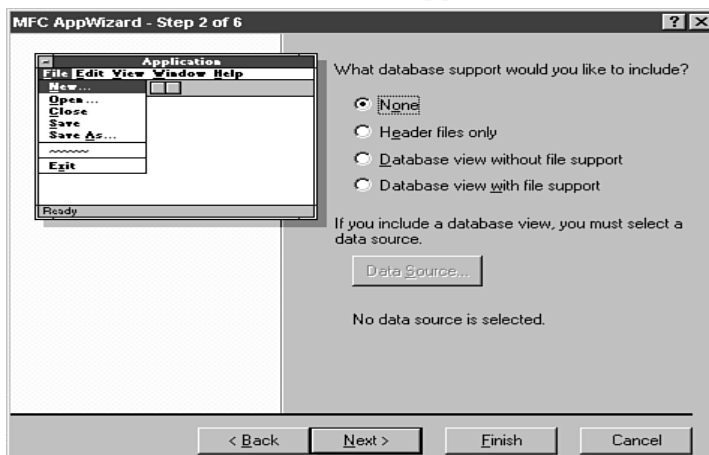 MFC AppWizard - Step 2 of 6
Application
File Edit View Window Help
New...
Open...
Close
Save
Save As...
Exit
Ready
What database support would you like to include?
None
Header files only
Database view without file support
Database view with file support
If you include a database view, you must select a
data source.
Data Source...
No data source is selected.
< Back
Next >
Finish
Cancel